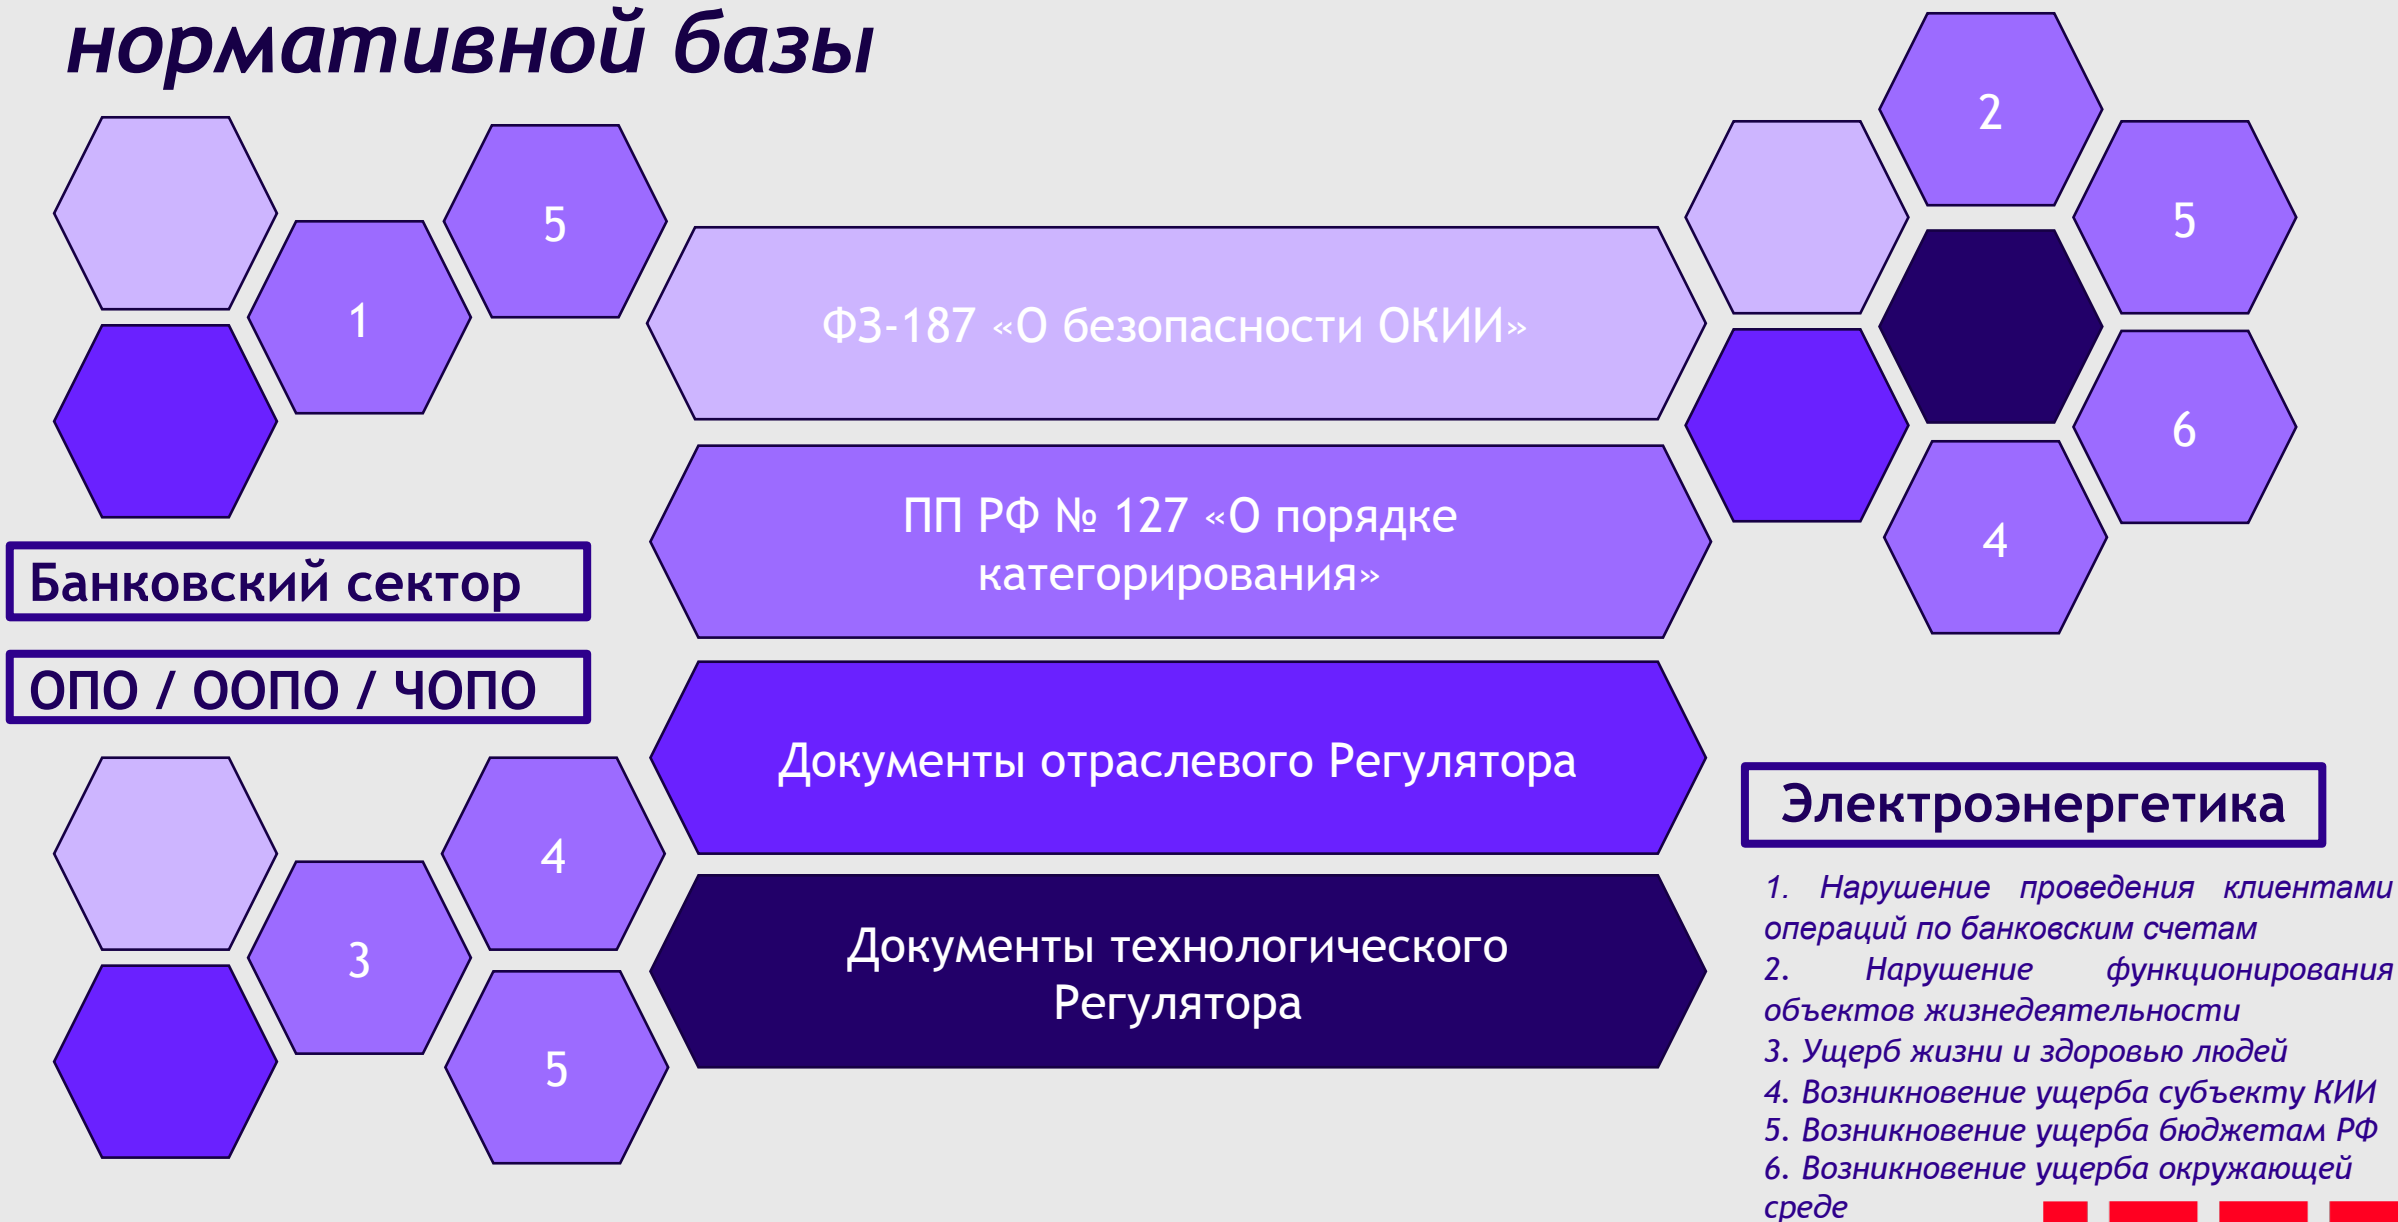 нормативной базы
5
1
Банковский сектор
ОПО / ООПО / ЧОПО
4
3
5
ФЗ-187 «О безопасности ОКИИ»
ПП РФ № 127 «О порядке
категорирования»
Документы отраслевого Регулятора
Документы технологического
Регулятора
2
5
6
4
Электроэнергетика
1. Нарушение проведения клиентами
операций по банковским счетам
2. Нарушение функционирования
объектов жизнедеятельности
3. Ущерб жизни и здоровью людей
4. Возникновение ущерба субъекту КИИ
5. Возникновение ущерба бюджетам РФ
6. Возникновение ущерба окружающей
среде